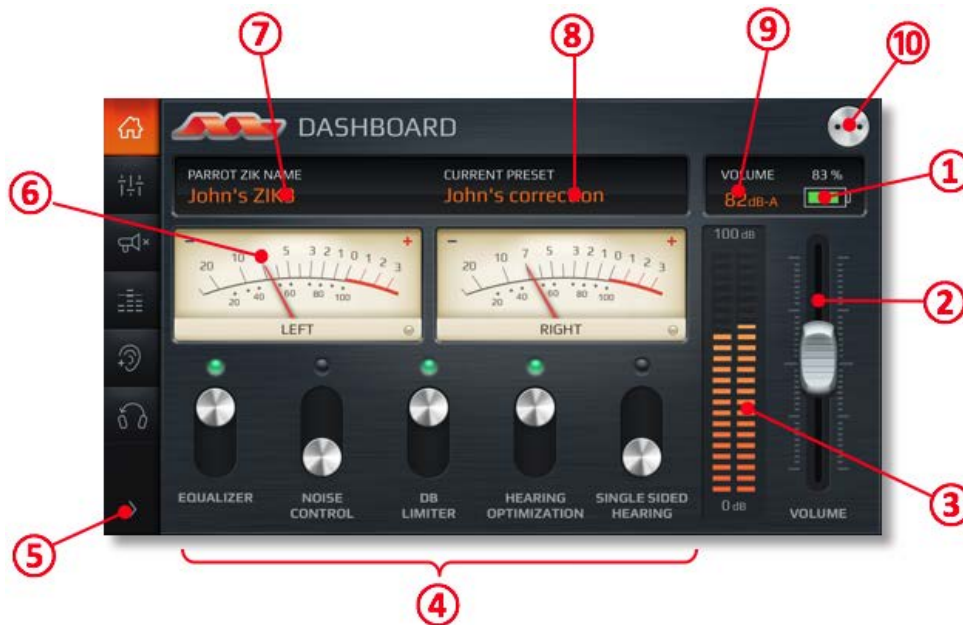 7
8
9
10
DASHBOARD
PARROT ZIK NAME
CURRENT PRESET
VOLUME
83 %
1
6
John's ZIK3
John's correction
82dB-A
- +
- +
100 dB
20 10 5 3 2 1 0 1 2 3
20 10 7 5 3 2 1 0 1 2 3
20 40 60 80 100
20 40 60 80 100
2
LEFT
RIGHT
3
EQUALIZER
NOISE
CONTROL
DB
LIMITER
HEARING
OPTIMIZATION
SINGLE SIDED
HEARING
0 dB
VOLUME
5
4